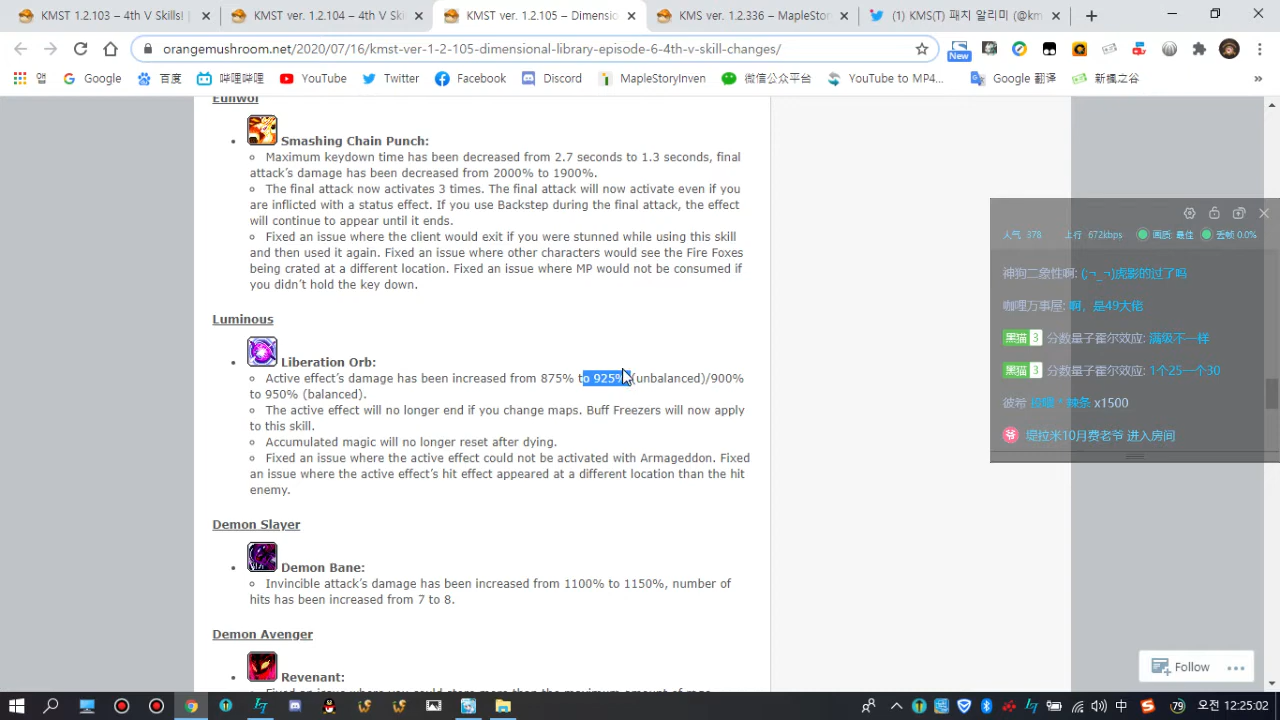 KMST 1.2.103 – 4th V Skills!
KMST ver. 1.2.104 – 4th V Sk
KMST ver. 1.2.105 – Dimensio
KMS ver. 1.2.336 – MapleStor
(1) KMS(T) 패치 알리미 (@km
orangemushroom.net/2020/07/16/kmst-ver-1-2-105-dimensional-library-episode-6-4th-v-skill-changes/
New
앱
Google
百度
哔哩哔哩
YouTube
Twitter
Facebook
Discord
MapleStoryInven
微信公众平台
YouTube to MP4...
Google 翻译
新楓之谷
»
Eunwol
Smashing Chain Punch:
Maximum keydown time has been decreased from 2.7 seconds to 1.3 seconds, final
attack's damage has been decreased from 2000% to 1900%.
The final attack now activates 3 times. The final attack will now activate even if you
are inflicted with a status effect. If you use Backstep during the final attack, the effect
will continue to appear until it ends.
Fixed an issue where the client would exit if you were stunned while using this skill
and then used it again. Fixed an issue where other characters would see the Fire Foxes
being crated at a different location. Fixed an issue where MP would not be consumed if
you didn't hold the key down.
Luminous
Liberation Orb:
Active effect's damage has been increased from 875% to 925% (unbalanced)/900%
to 950% (balanced).
The active effect will no longer end if you change maps. Buff Freezers will now apply
to this skill.
Accumulated magic will no longer reset after dying.
Fixed an issue where the active effect could not be activated with Armageddon. Fixed
an issue where the active effect's hit effect appeared at a different location than the hit
enemy.
Demon Slayer
Demon Bane:
Invincible attack's damage has been increased from 1100% to 1150%, number of
hits has been increased from 7 to 8.
Demon Avenger
Revenant:
人气 378 上行 672kbps 画质: 最佳 丢帧 0.0%
神狗二象性啊: (;¬_¬)虎影的过了吗
咖哩万事屋: 啊，是49大佬
黑猫 3 分数量子霍尔效应: 满级不一样
黑猫 3 分数量子霍尔效应: 1个25一个30
彼希 投喂 * 辣条 x1500
爷 堤拉米10月费老爷 进入房间
Follow
中
79
오전 12:25:02